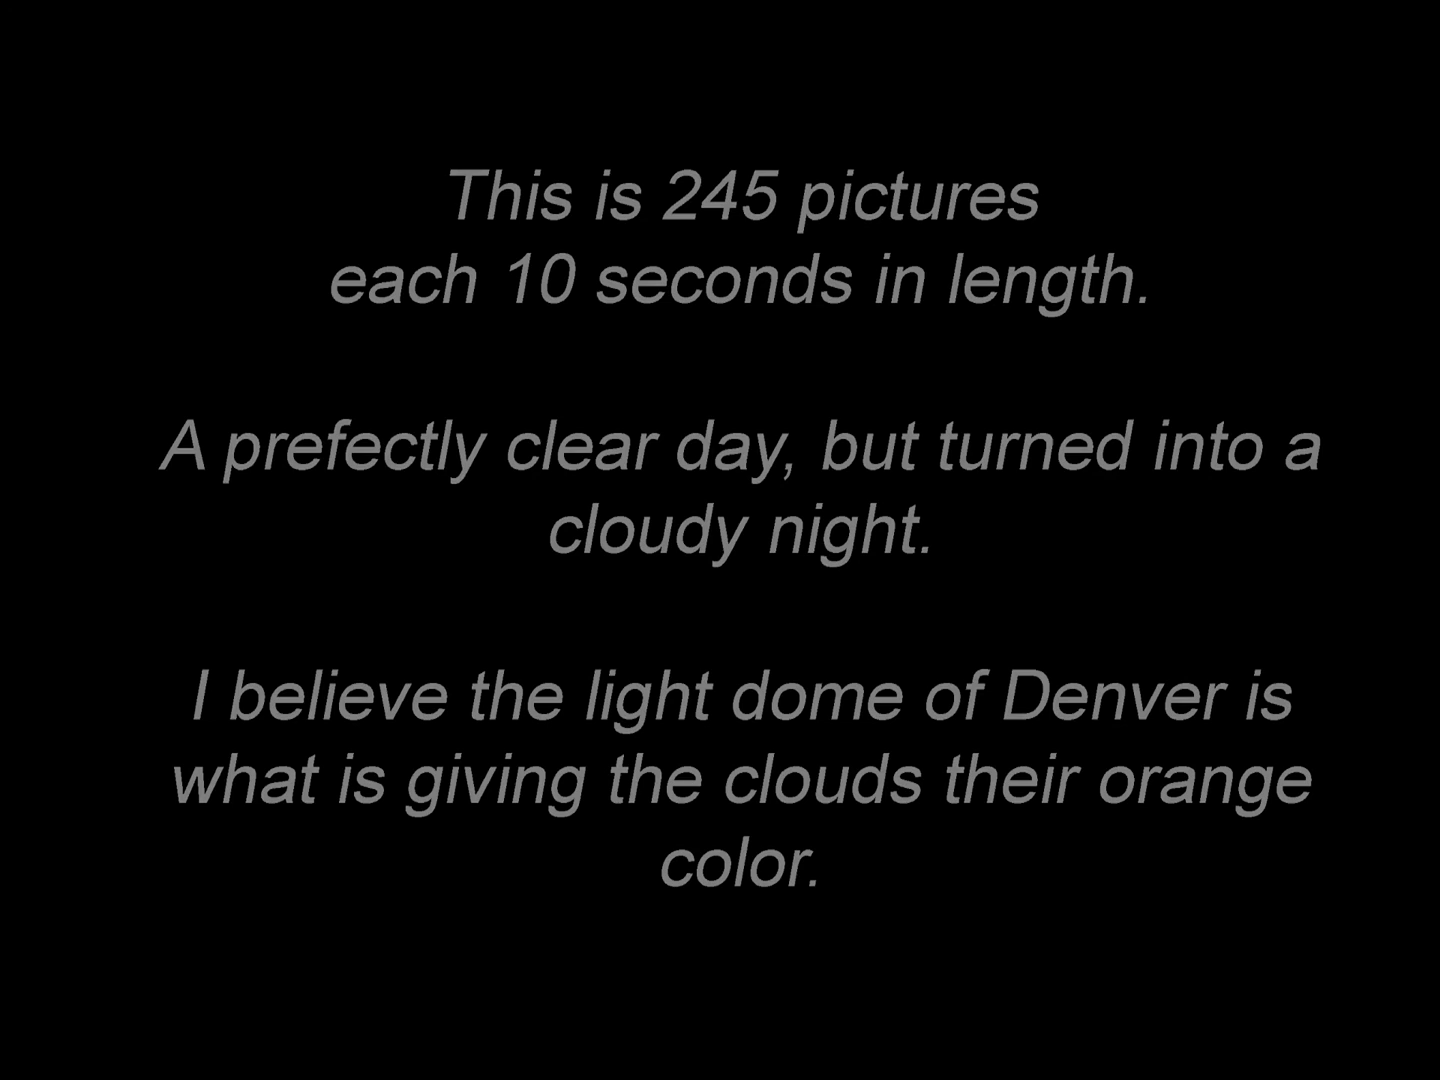 This is 245 pictures
each 10 seconds in length.
A prefectly clear day, but turned into a
cloudy night.
I believe the light dome of Denver is
what is giving the clouds their orange
color.